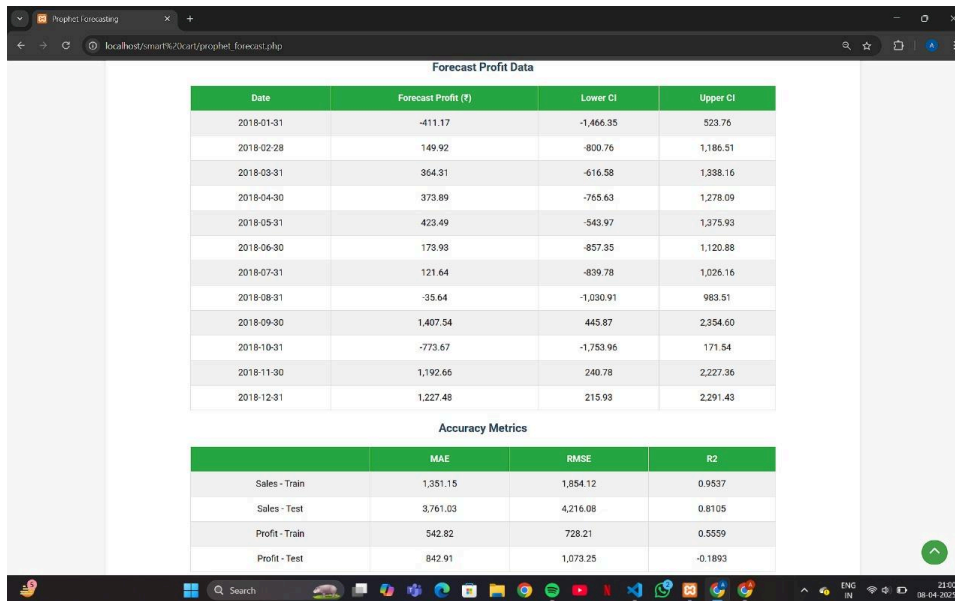 Prophet Forecasting
localhost/smart%20cart/prophet_forecast.php
Forecast Profit Data
Date Forecast Profit (₹) Lower CI Upper CI
2018-01-31 -411.17 -1,466.35 523.76
2018-02-28 149.92 -800.76 1,186.51
2018-03-31 364.31 -616.58 1,338.16
2018-04-30 373.89 -765.63 1,278.09
2018-05-31 423.49 -543.97 1,375.93
2018-06-30 173.93 -857.35 1,120.88
2018-07-31 121.64 -839.78 1,026.16
2018-08-31 -35.64 -1,030.91 983.51
2018-09-30 1,407.54 445.87 2,354.60
2018-10-31 -773.67 -1,753.96 171.54
2018-11-30 1,192.66 240.78 2,227.36
2018-12-31 1,227.48 215.93 2,291.43
Accuracy Metrics
MAE RMSE R2
Sales - Train 1,351.15 1,854.12 0.9537
Sales - Test 3,761.03 4,216.08 0.8105
Profit - Train 542.82 728.21 0.5559
Profit - Test 842.91 1,073.25 -0.1893
Search
ENG
IN
21:00
08-04-2025